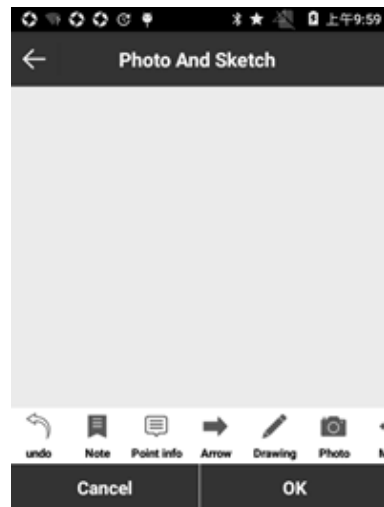 上午9:59
Photo And Sketch
undo Note Point info Arrow Drawing Photo
Cancel OK